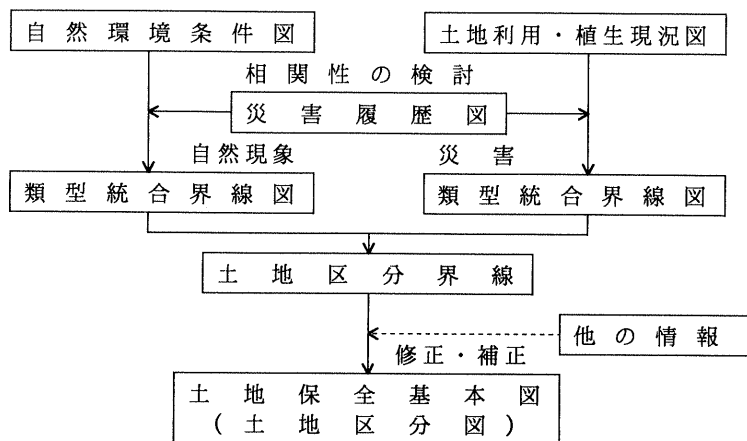 自然環境条件図
土地利用・植生現況図
相関性の検討
災害履歴図
自然現象
災害
類型統合界線図
類型統合界線図
土地区分界線
他の情報
修正・補正
土地保全基本図
(土地区分図)